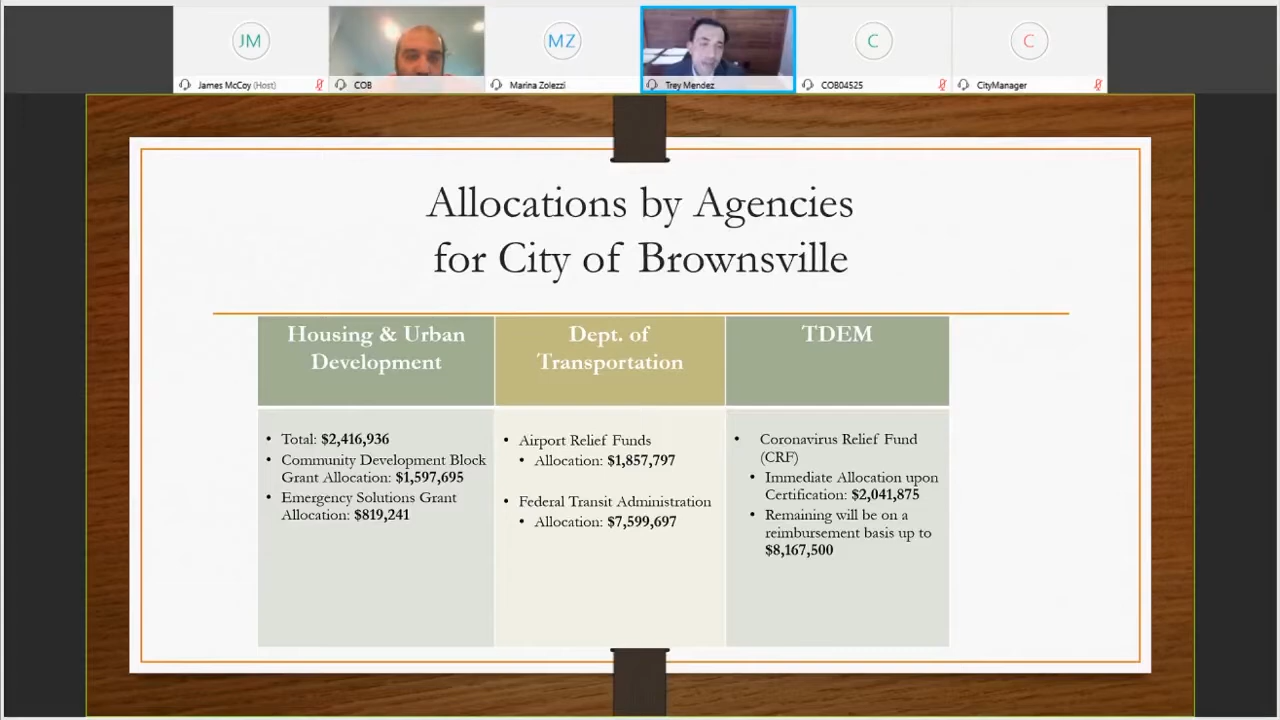 JM
MZ
C
C
James McCoy (Host)
COB
Marina Zolezzi
Trey Mendez
COB04525
CityManager
Allocations by Agencies
for City of Brownsville
Housing & Urban
Development
• Total: $2,416,936
• Community Development Block
Grant Allocation: $1,597,695
• Emergency Solutions Grant
Allocation: $819,241
Dept. of
Transportation
• Airport Relief Funds
• Allocation: $1,857,797
• Federal Transit Administration
• Allocation: $7,599,697
TDEM
• Coronavirus Relief Fund
(CRF)
• Immediate Allocation upon
Certification: $2,041,875
• Remaining will be on a
reimbursement basis up to
$8,167,500